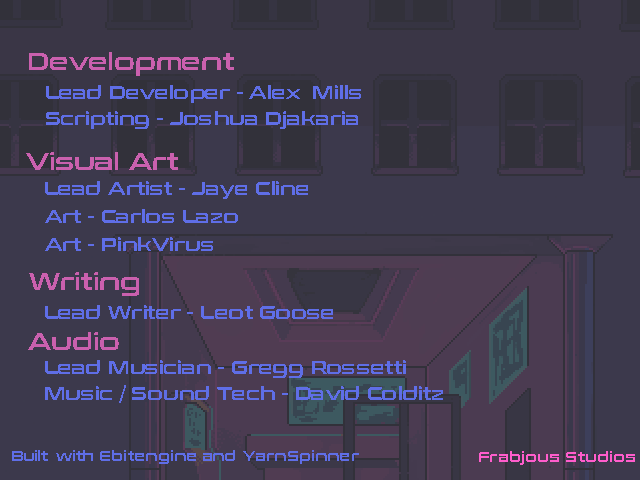 Development
Lead Developer - Alex Mills
Scripting - Joshua Djakaria
Visual Art
Lead Artist - Jaye Cline
Art - Carlos Lazo
Art - PinkVirus
Writing
Lead Writer - Leot Goose
Audio
Lead Musician - Gregg Rossetti
Music / Sound Tech - David Colditz
Built with Ebitengine and YarnSpinner
Frabjous Studios